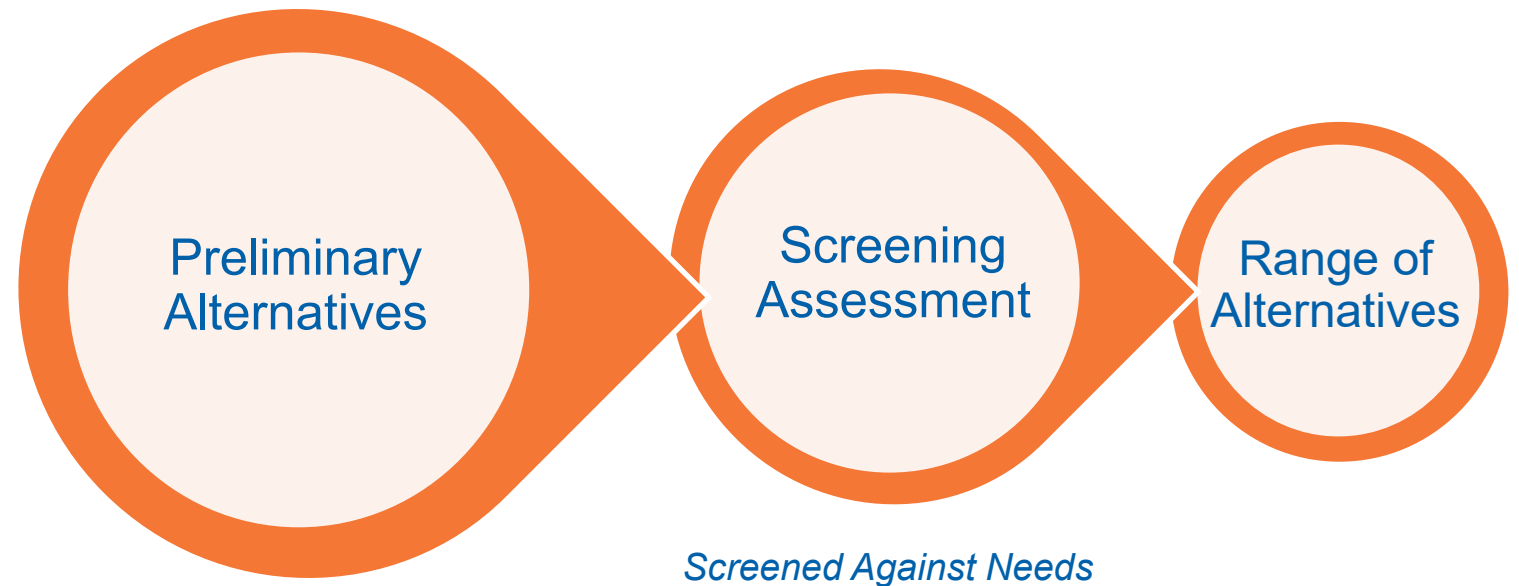 Preliminary
Alternatives
Screening
Assessment
Range of
Alternatives
Screened Against Needs